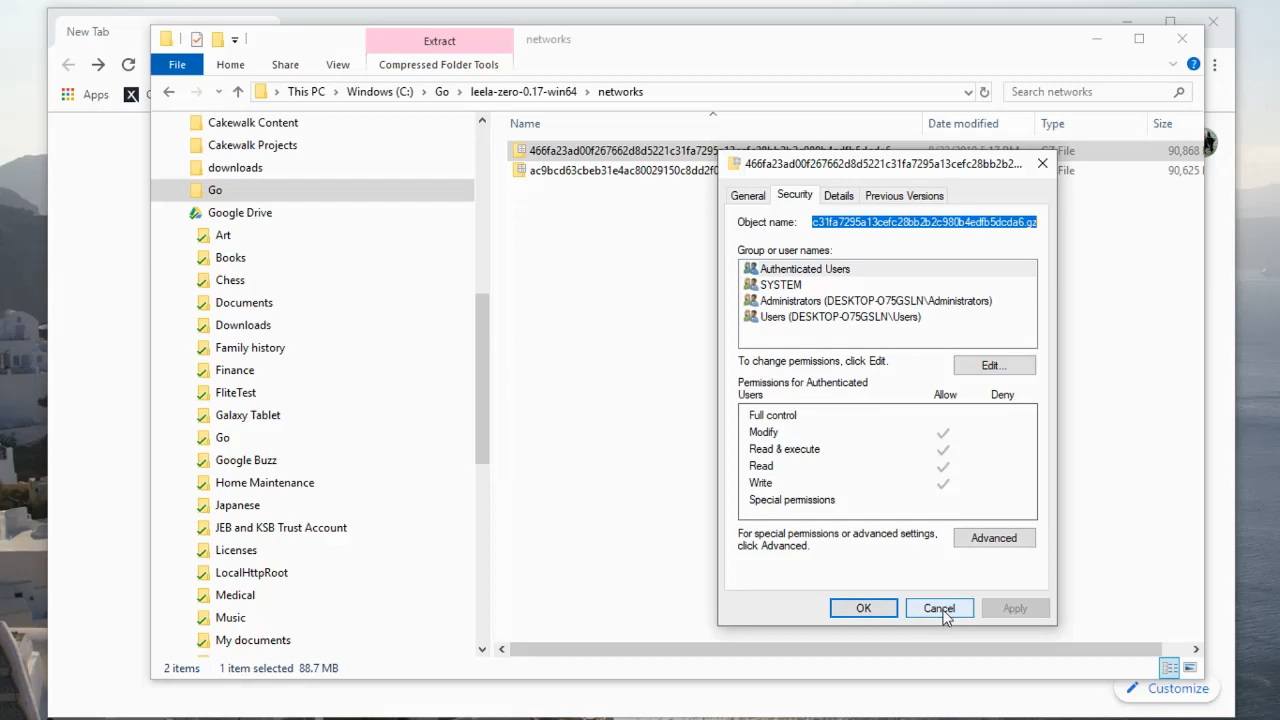 New Tab
Extract
networks
File
Home
Share
View
Compressed Folder Tools
This PC > Windows (C:) > Go > leela-zero-0.17-win64 > networks
Search networks
Apps
Name
Date modified
Type
Size
Cakewalk Content
Cakewalk Projects
downloads
Go
Google Drive
Art
Books
Chess
Documents
Downloads
Family history
Finance
FliteTest
Galaxy Tablet
Go
Google Buzz
Home Maintenance
Japanese
JEB and KSB Trust Account
Licenses
LocalHttpRoot
Medical
Music
My documents
90,868
ac9bcd63cbeb31e4ac80029150c8dd2f0
90,625
466fa23ad00f267662d8d5221c31fa7295a13cefc28bb2b2...
General
Security
Details
Previous Versions
Object name: c31fa7295a13cefc28bb2b2c980b4edfb5dcda6.gz
Group or user names:
Authenticated Users
SYSTEM
Administrators (DESKTOP-O75GSLN\Administrators)
Users (DESKTOP-O75GSLN\Users)
To change permissions, click Edit.
Edit...
Permissions for Authenticated
Users
Allow
Deny
Full control
Modify
Read & execute
Read
Write
Special permissions
For special permissions or advanced settings,
click Advanced.
Advanced
OK
Cancel
Apply
2 items
1 item selected 88.7 MB
Customize